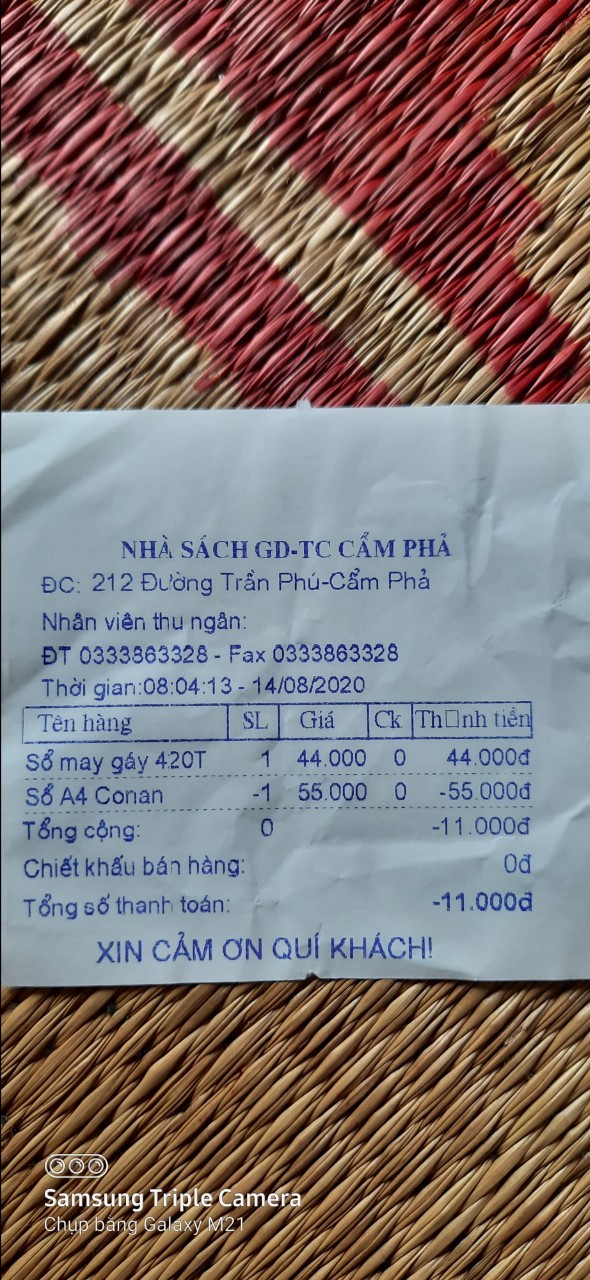 NHÀ SÁCH GD-TC CẨM PHẢ
ĐC: 212 Đường Trần Phú-Cẩm Phả
Nhân viên thu ngân:
ĐT 0333863328 - Fax 0333863328
Thời gian:08:04:13 - 14/08/2020
Tên hàng SL Giá Ck Th□nh tiền
Sổ may gáy 420T 1 44.000 0 44.000đ
Sổ A4 Conan -1 55.000 0 -55.000đ
Tổng cộng: 0 -11.000đ
Chiết khấu bán hàng: 0đ
Tổng số thanh toán: -11.000đ
XIN CẢM ƠN QUÍ KHÁCH!
Samsung Triple Camera
Chụp bằng Galaxy M21